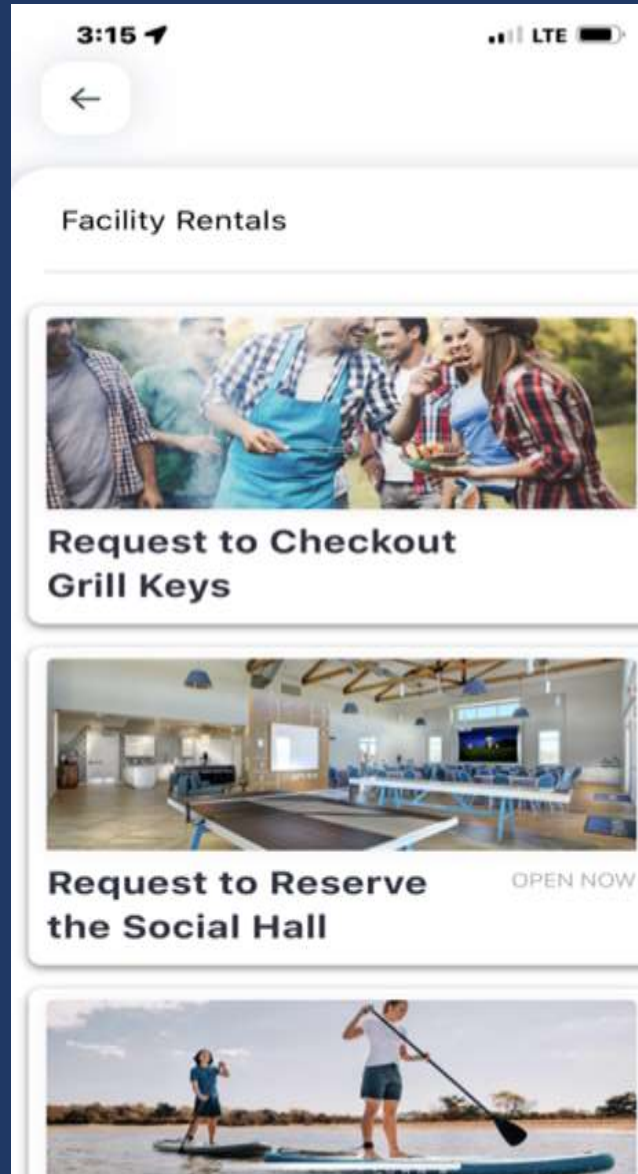 3:15
LTE
Facility Rentals
Request to Checkout
Grill Keys
Request to Reserve
OPEN NOW
the Social Hall